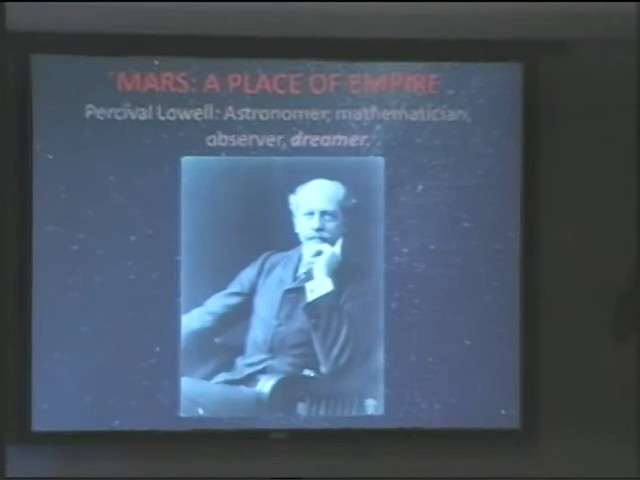 MARS: A PLACE OF EMPIRE
Percival Lowell: Astronomer, mathematician,
observer, dreamer.